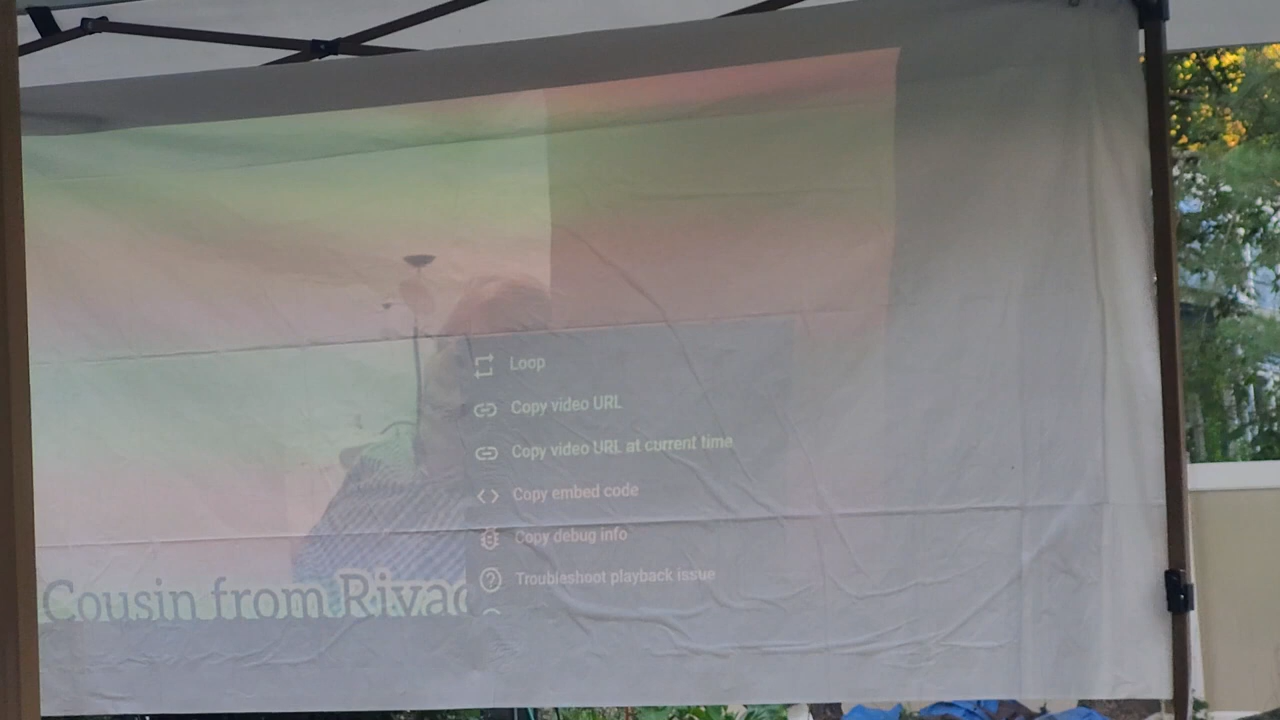 Loop
Copy video URL
Copy video URL at current time
Copy embed code
Copy debug info
Troubleshoot playback issue
Cousin from Rivad